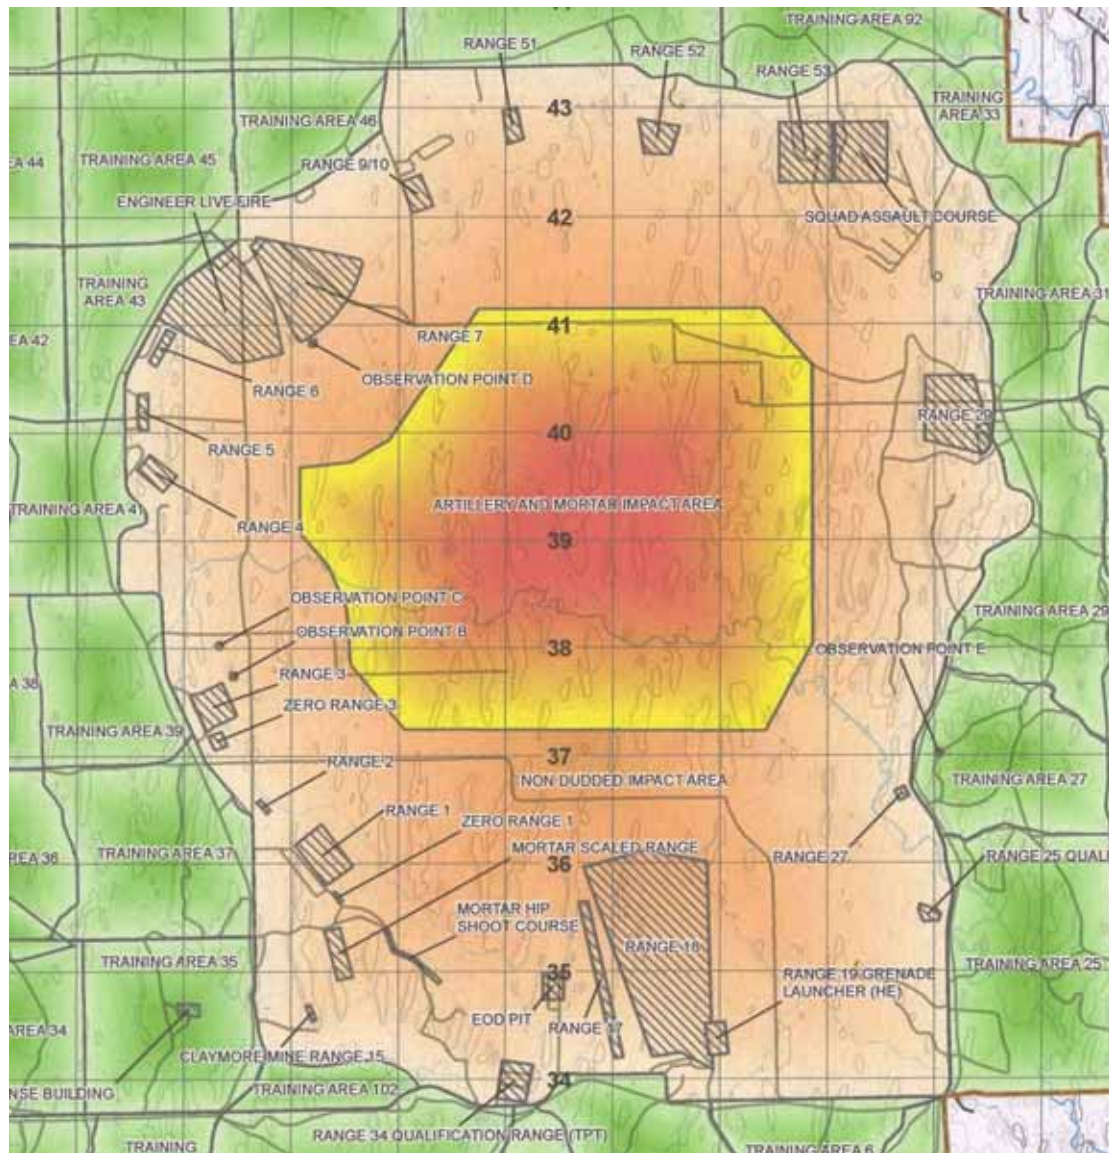 TRAINING AREA 92
RANGE 51
RANGE 52
RANGE 53
43
TRAINING
AREA 33
TRAINING AREA 46
EA 44
TRAINING AREA 45
RANGE 9/10
ENGINEER LIVE FIRE
42
SQUAD ASSAULT COURSE
TRAINING
AREA 43
TRAINING AREA 31
41
RANGE 7
EA 42
OBSERVATION POINT D
RANGE 6
RANGE 29
40
RANGE 5
ARTILLERY AND MORTAR IMPACT AREA
TRAINING AREA 41
RANGE 4
39
OBSERVATION POINT C
TRAINING AREA 29
OBSERVATION POINT B
38
OBSERVATION POINT E
RANGE 3
A 38
ZERO RANGE 3
TRAINING AREA 39
37
RANGE 2
NON DUDDED IMPACT AREA
TRAINING AREA 27
RANGE 1
ZERO RANGE 1
MORTAR SCALED RANGE
REA 36
TRAINING AREA 37
36
RANGE 27
RANGE 25 QUALI
MORTAR HIP
SHOOT COURSE
RANGE 18
TRAINING AREA 35
35
RANGE 19 GRENADE
LAUNCHER (HE)
TRAINING AREA 25
EOD PIT
RANGE 17
AREA 34
CLAYMORE MINE RANGE 15
34
NSE BUILDING
TRAINING AREA 102
RANGE 34 QUALIFICATION RANGE (TPT)
TRAINING
TRAINING AREA 6